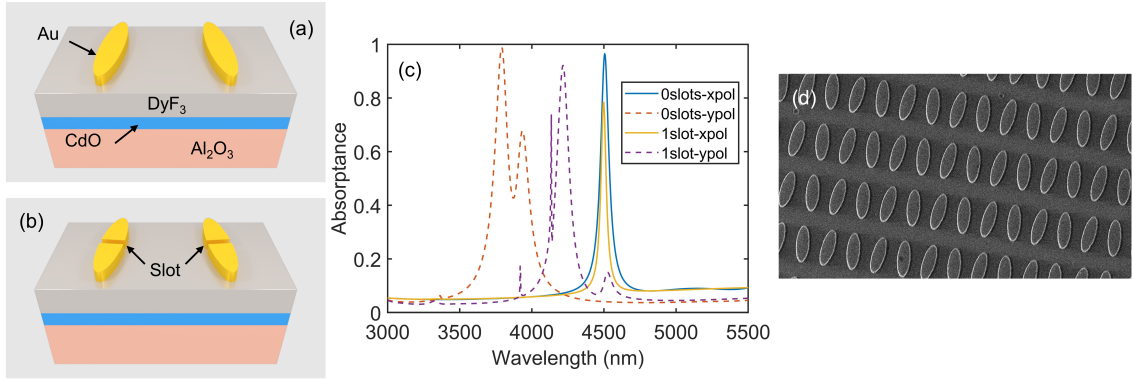 (a)
Au
DyF3
CdO
Al2O3
(b)
Slot
(c)
Absorptance
1
0.8
0.6
0.4
0.2
0
3000 3500 4000 4500 5000 5500
Wavelength (nm)
0slots-xpol
0slots-ypol
1slot-xpol
1slot-ypol
(d)